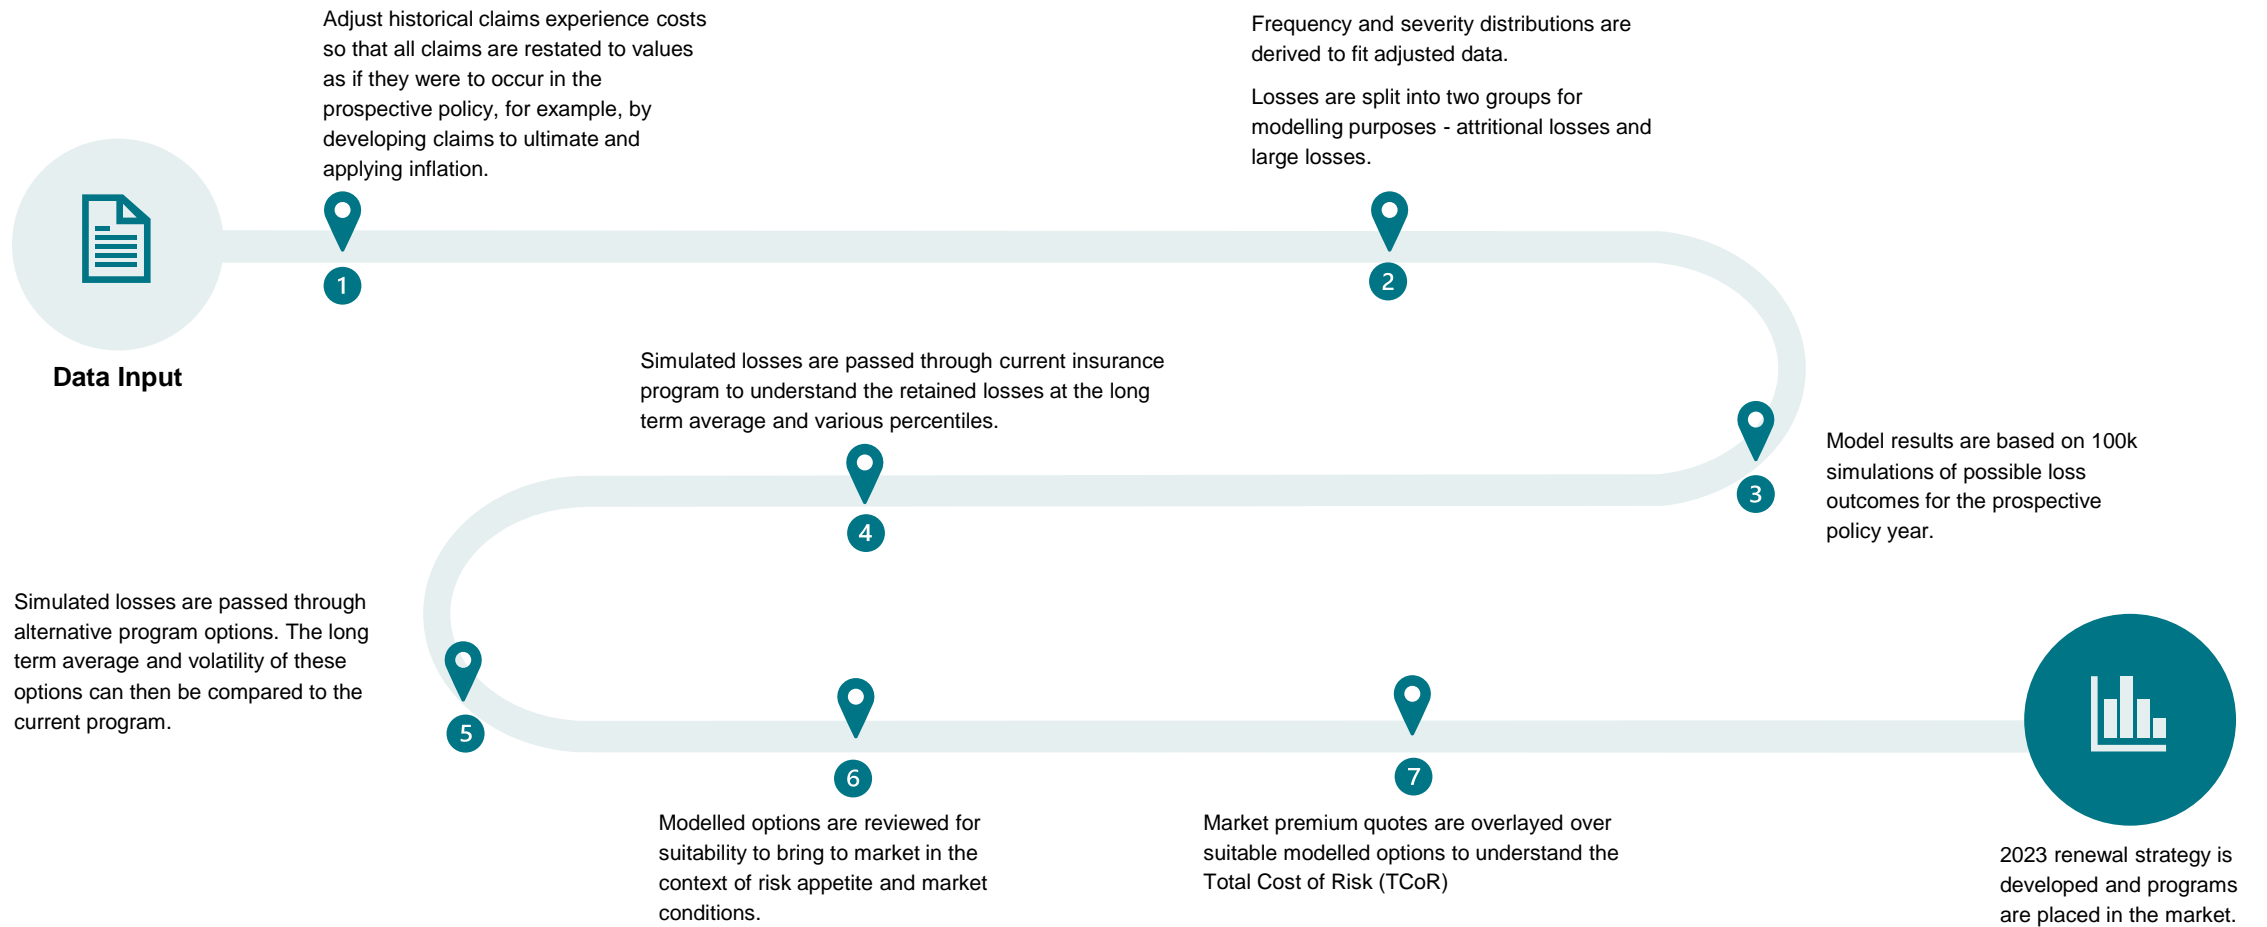 Adjust historical claims experience costs
so that all claims are restated to values
as if they were to occur in the
prospective policy, for example, by
developing claims to ultimate and
applying inflation.
Frequency and severity distributions are
derived to fit adjusted data.
Losses are split into two groups for
modelling purposes - attritional losses and
large losses.
1
2
Data Input
Simulated losses are passed through current insurance
program to understand the retained losses at the long
term average and various percentiles.
Model results are based on 100k
simulations of possible loss
outcomes for the prospective
policy year.
3
4
Simulated losses are passed through
alternative program options. The long
term average and volatility of these
options can then be compared to the
current program.
5
6
7
Modelled options are reviewed for
suitability to bring to market in the
context of risk appetite and market
conditions.
Market premium quotes are overlayed over
suitable modelled options to understand the
Total Cost of Risk (TCoR)
2023 renewal strategy is
developed and programs
are placed in the market.